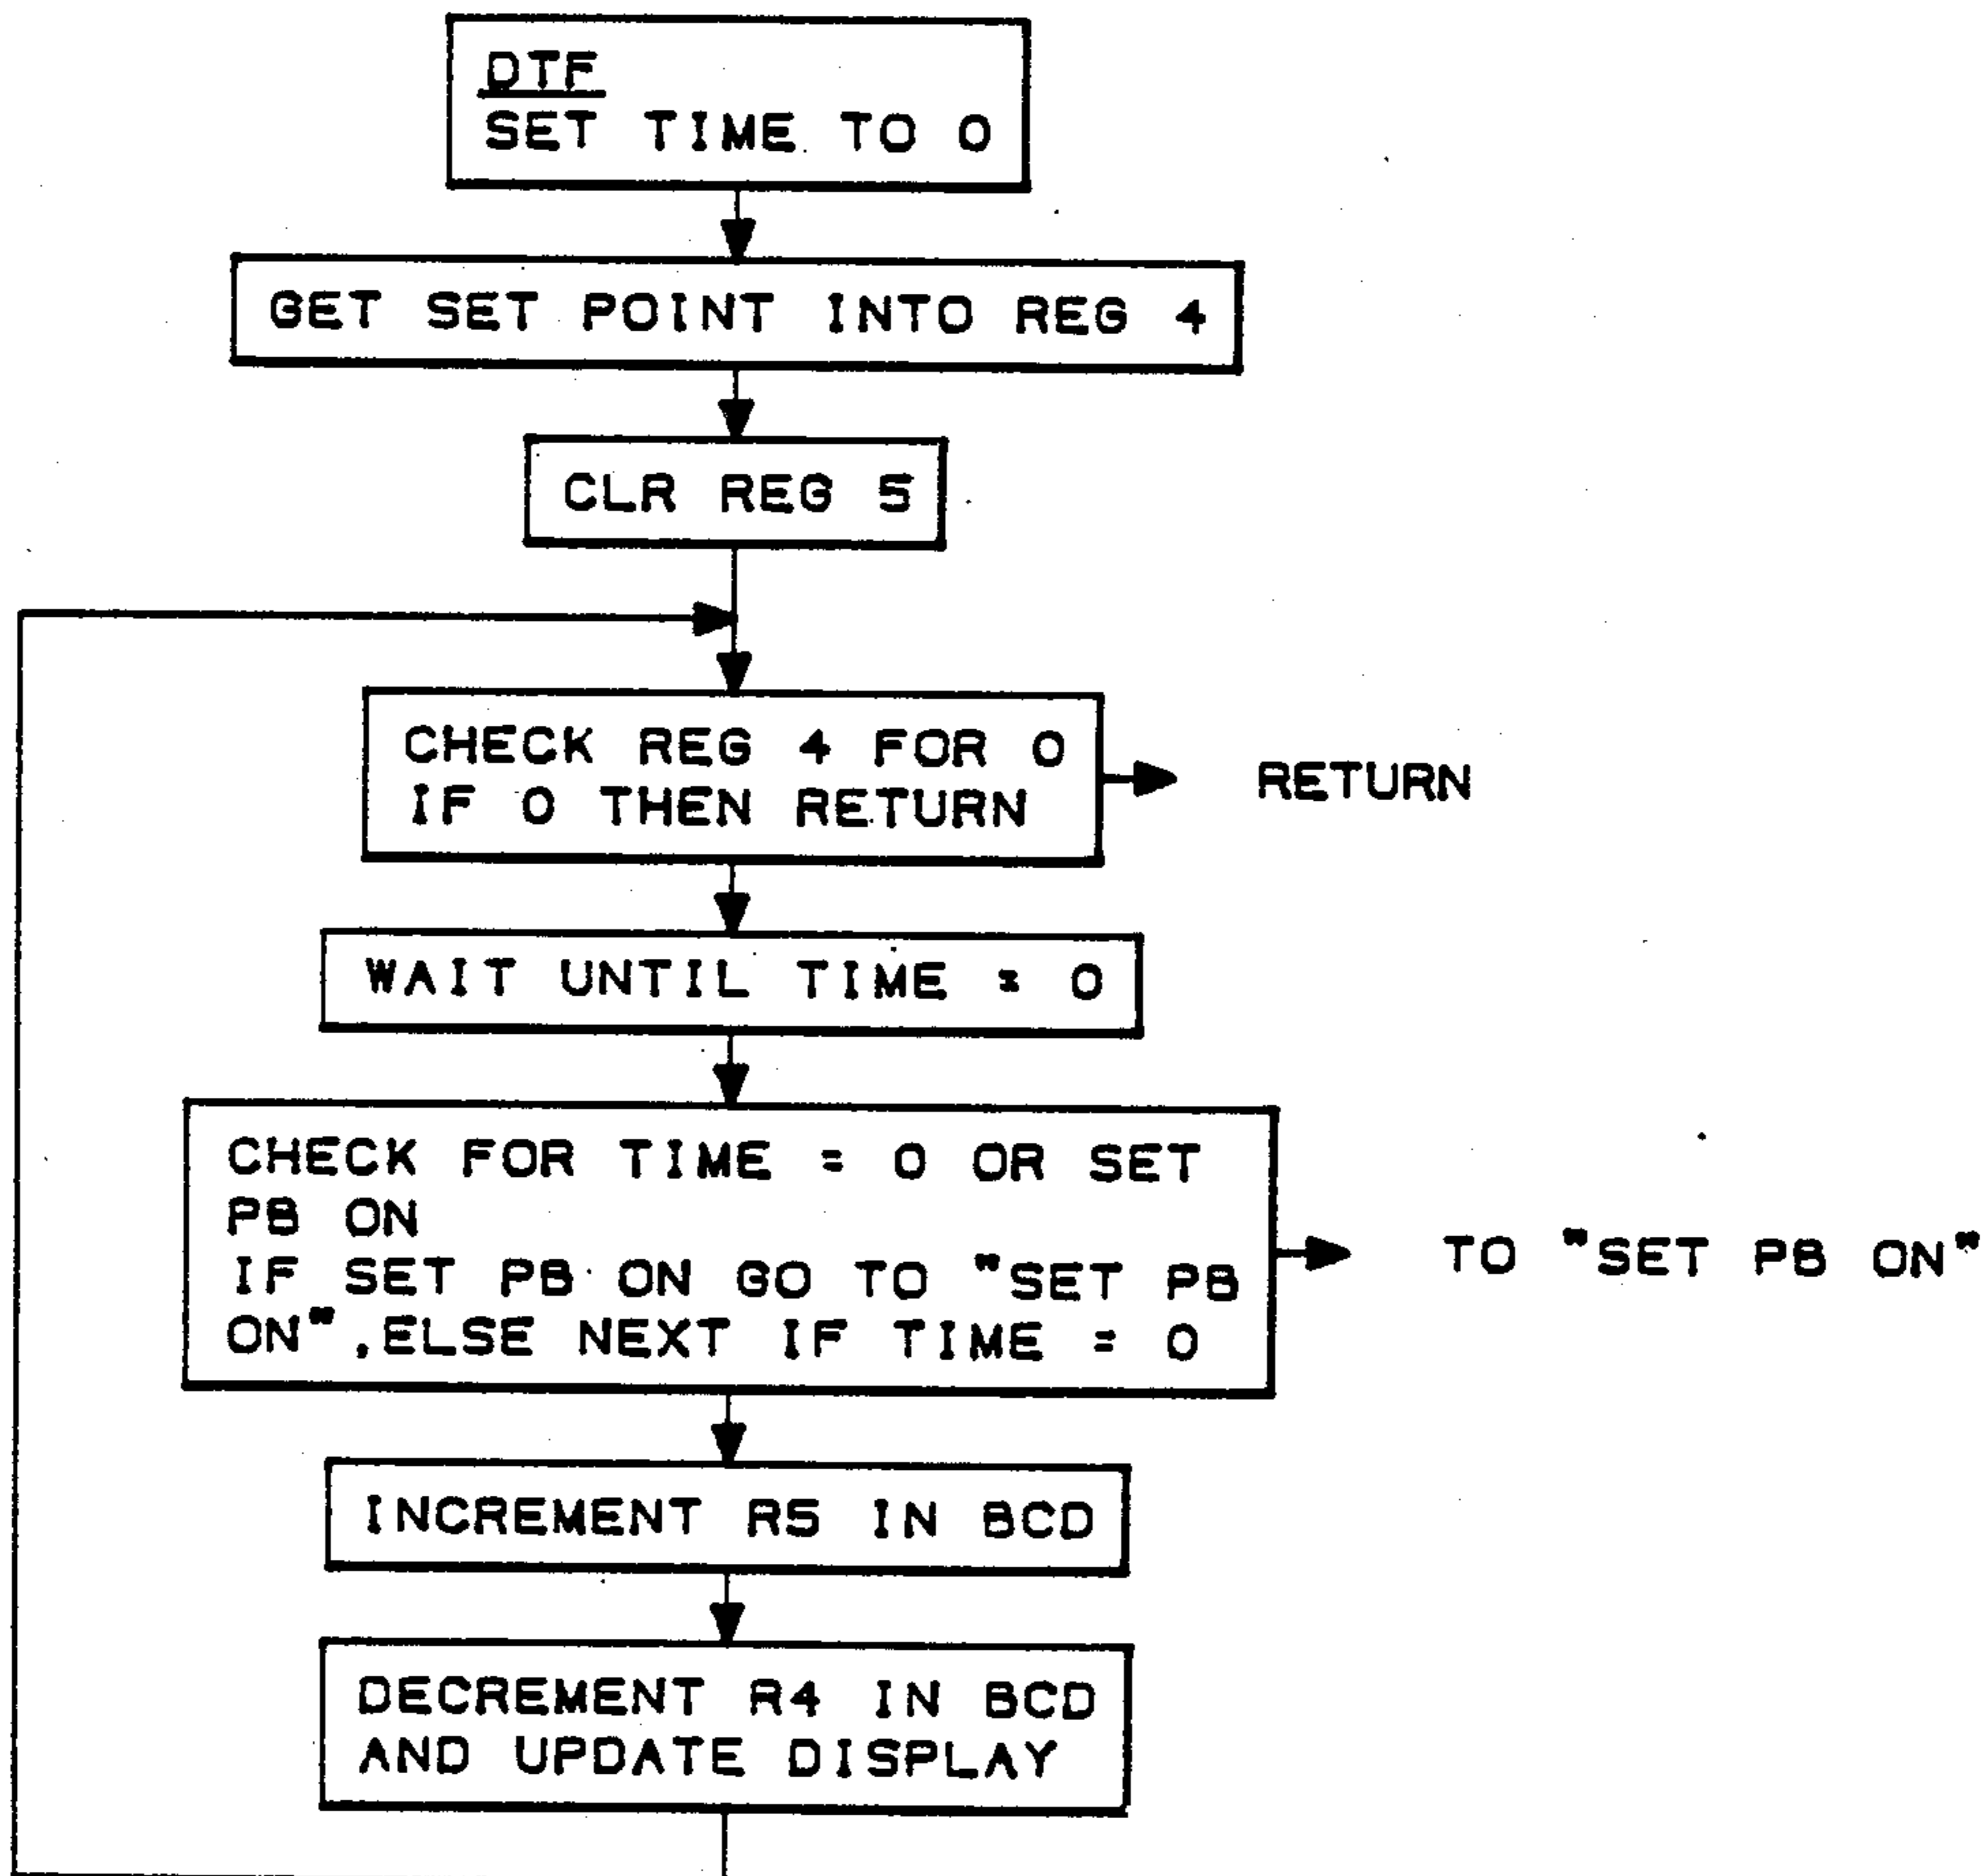 DTF
SET TIME TO 0
GET SET POINT INTO REG 4
CLR REG 5
CHECK REG 4 FOR 0
IF 0 THEN RETURN
RETURN
WAIT UNTIL TIME = 0
CHECK FOR TIME = 0 OR SET
PB ON
IF SET PB ON GO TO "SET PB
ON",ELSE NEXT IF TIME = 0
TO "SET PB ON"
INCREMENT R5 IN BCD
DECREMENT R4 IN BCD
AND UPDATE DISPLAY